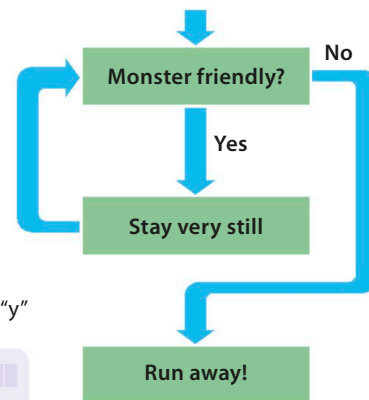 No
Monster friendly?
Yes
Stay very still
“y”
Run away!